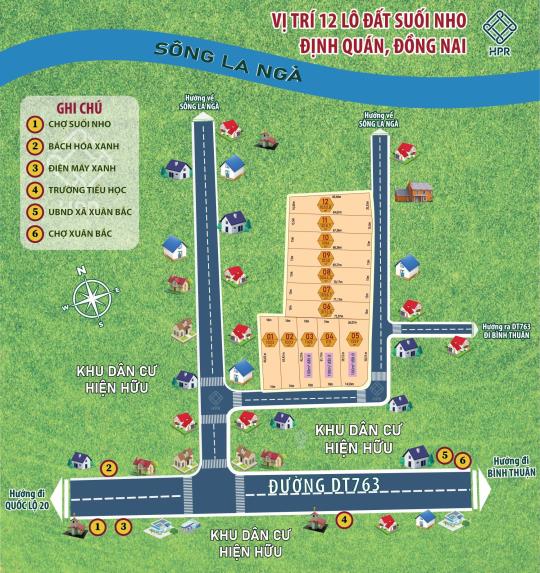 VỊ TRÍ 12 LÔ ĐẤT SUỐI NHO
ĐỊNH QUÁN, ĐỒNG NAI
HPR
SÔNG LA NGÀ
GHI CHÚ
1 CHỢ SUỐI NHO
2 BÁCH HÓA XANH
3 ĐIỆN MÁY XANH
4 TRƯỜNG TIỂU HỌC
5 UBND XÃ XUÂN BẮC
6 CHỢ XUÂN BẮC
Hướng về
SÔNG LA NGÀ
Hướng về
SÔNG LA NGÀ
12
11
10
09
08
07
06
01
02
03
04
05
N
E
S
W
Hướng ra DT763
ĐI BÌNH THUẬN
KHU DÂN CƯ
HIỆN HỮU
KHU DÂN CƯ
HIỆN HỮU
2
5
6
Hướng đi
BÌNH THUẬN
ĐƯỜNG DT763
Hướng đi
QUỐC LỘ 20
1
3
4
KHU DÂN CƯ
HIỆN HỮU